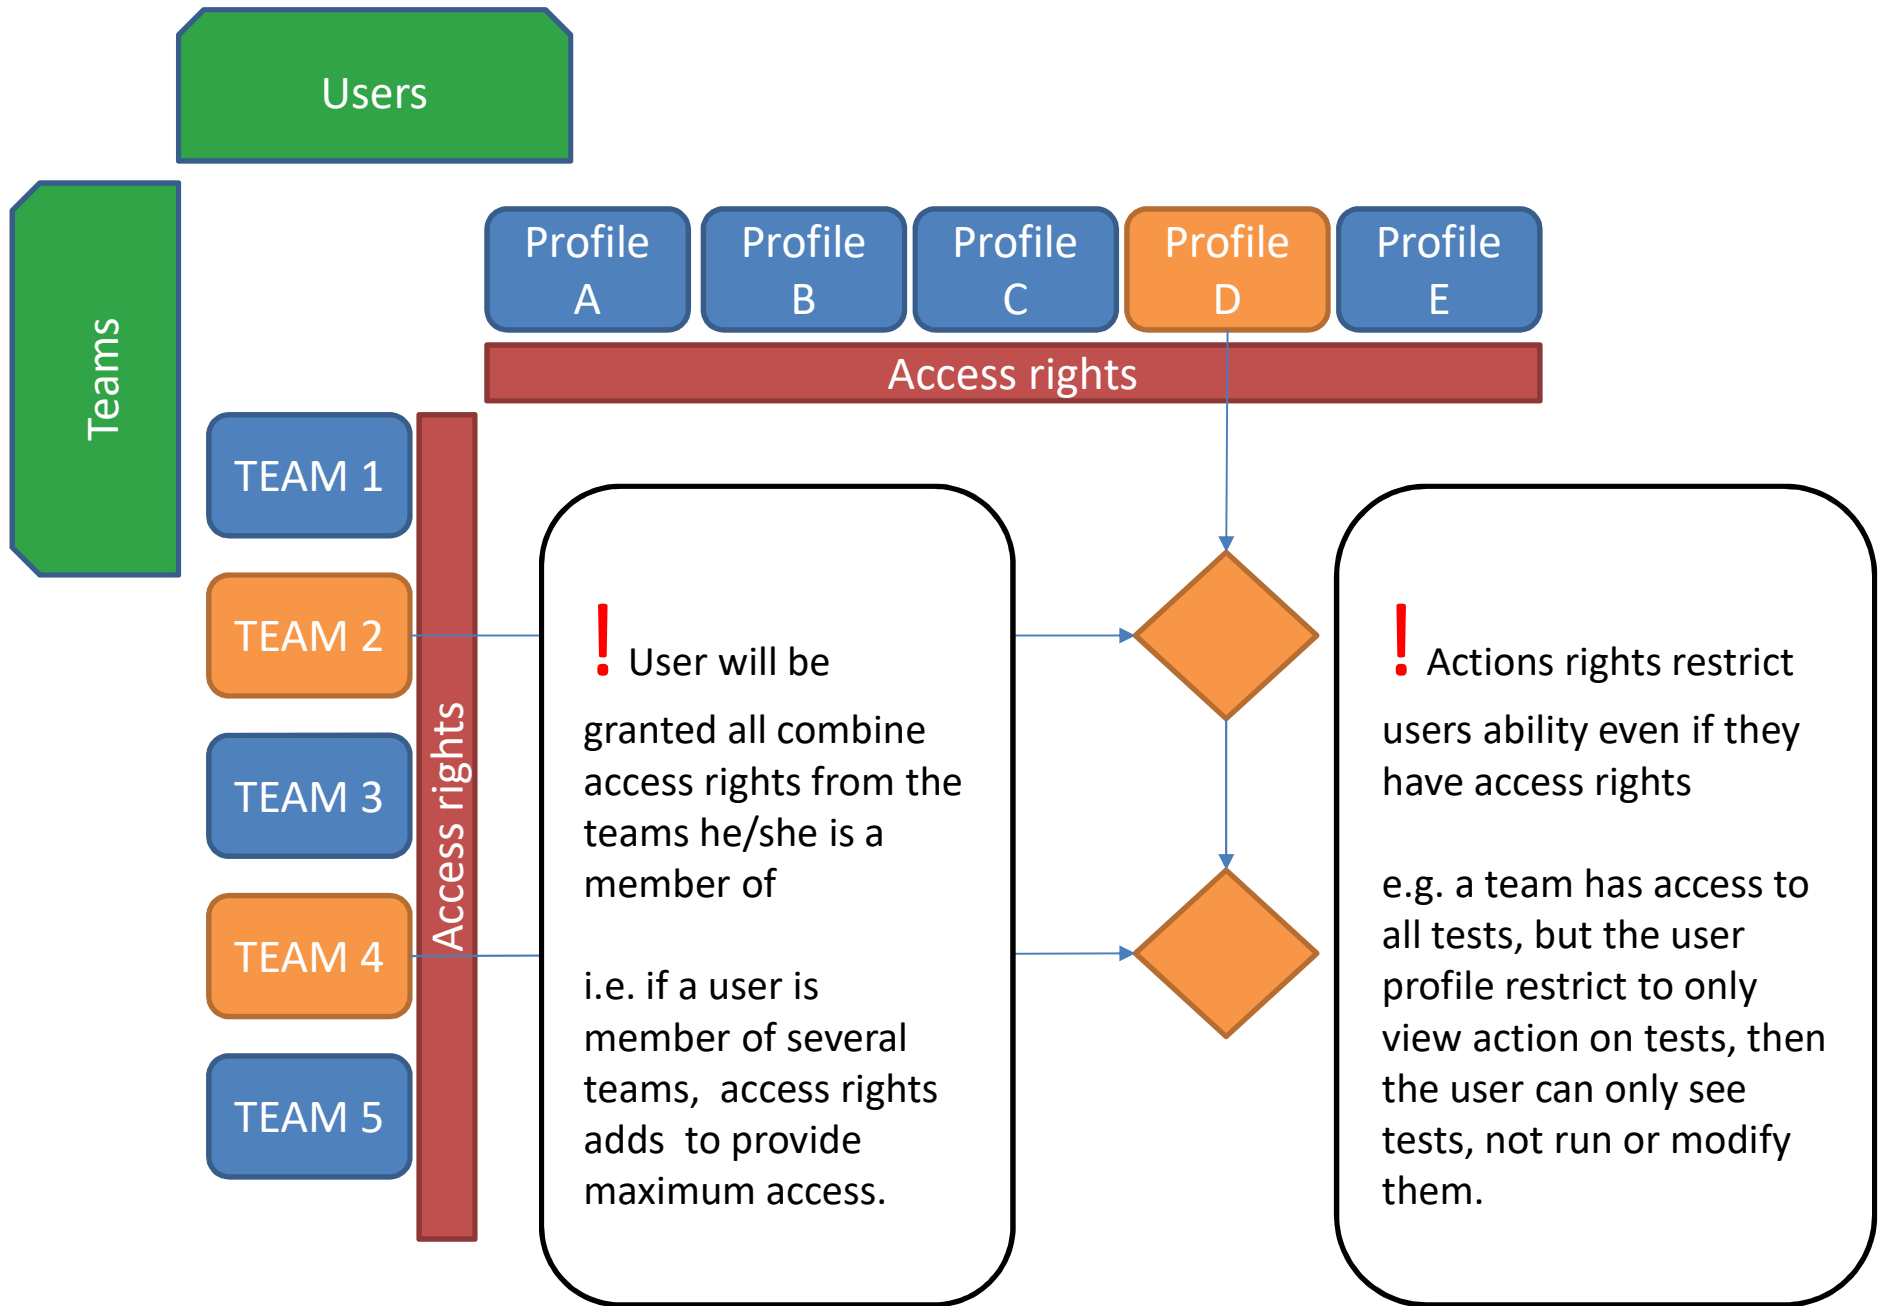 Users
Teams
Profile
A
Profile
B
Profile
C
Profile
D
Profile
E
Access rights
Access rights
TEAM 1
TEAM 2
TEAM 3
TEAM 4
TEAM 5
! User will be
granted all combine
access rights from the
teams he/she is a
member of
i.e. if a user is
member of several
teams,  access rights
adds  to provide
maximum access.
! Actions rights restrict
users ability even if they
have access rights
e.g. a team has access to
all tests, but the user
profile restrict to only
view action on tests, then
the user can only see
tests, not run or modify
them.